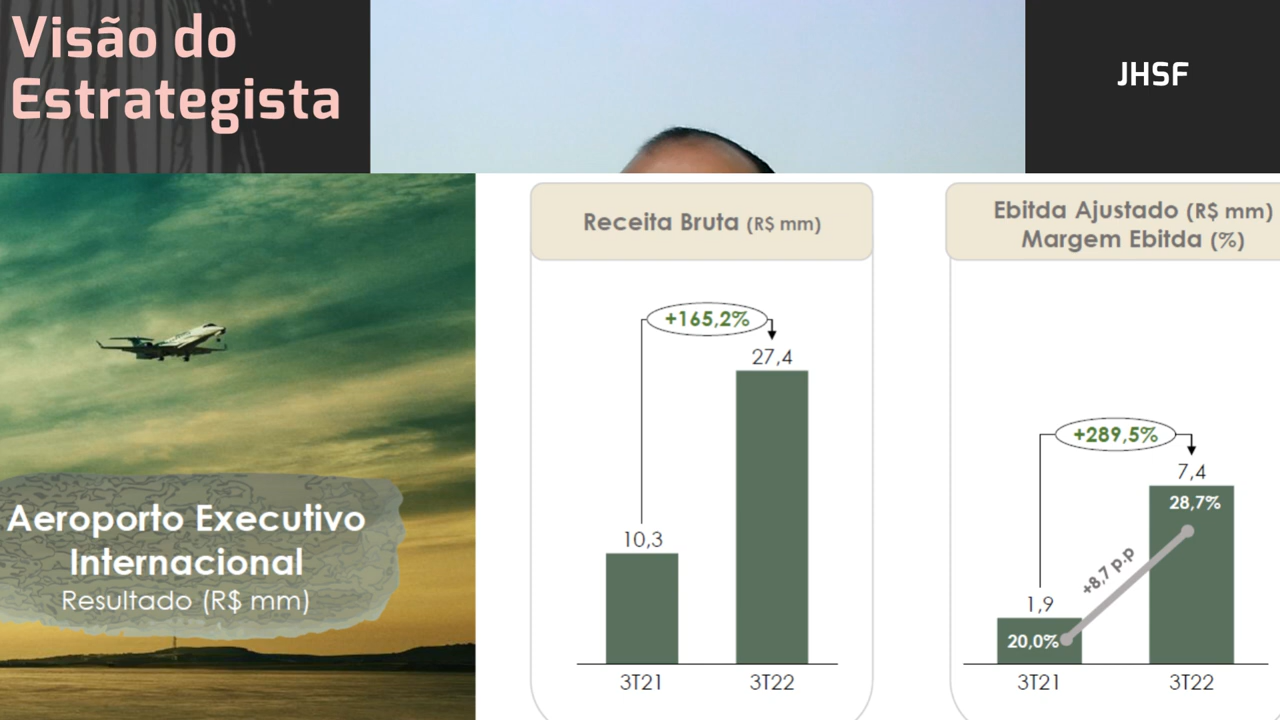 Visão do
Estrategista
JHSF
Aeroporto Executivo
Internacional
Resultado (R$ mm)
Receita Bruta (R$ mm)
+165,2%
27,4
10,3
3T21
3T22
Ebitda Ajustado (R$ mm)
Margem Ebitda (%)
+289,5%
7,4
28,7%
+8,7 p.p
1,9
20,0%
3T21
3T22